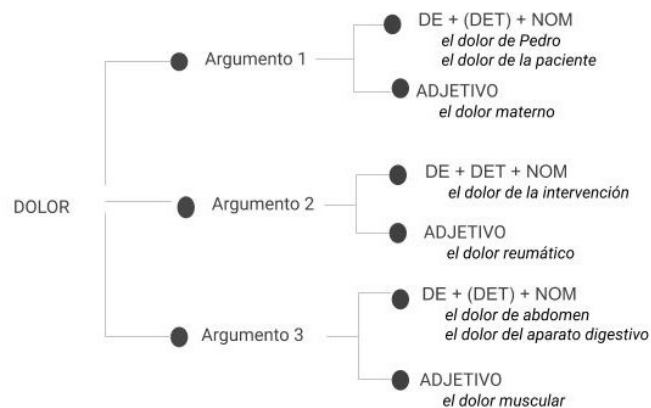 DOLOR
Argumento 1
DE + (DET) + NOM
el dolor de Pedro
el dolor de la paciente
ADJETIVO
el dolor materno
Argumento 2
DE + DET + NOM
el dolor de la intervención
ADJETIVO
el dolor reumático
Argumento 3
DE + (DET) + NOM
el dolor de abdomen
el dolor del aparato digestivo
ADJETIVO
el dolor muscular